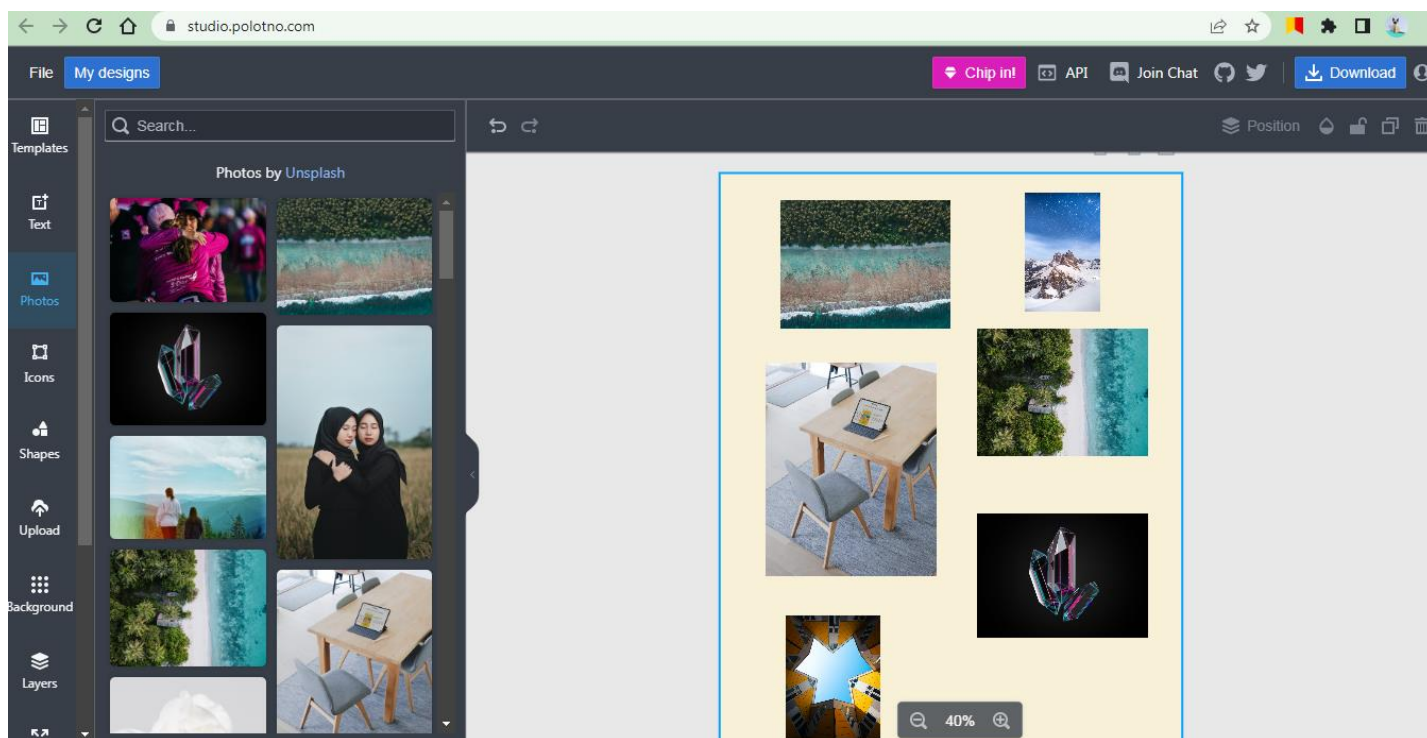 studio.polotno.com
File My designs Chip in! API Join Chat Download
Templates
Search...
Position
Photos by Unsplash
Text
Photos
Icons
Shapes
Upload
Background
Layers
40%